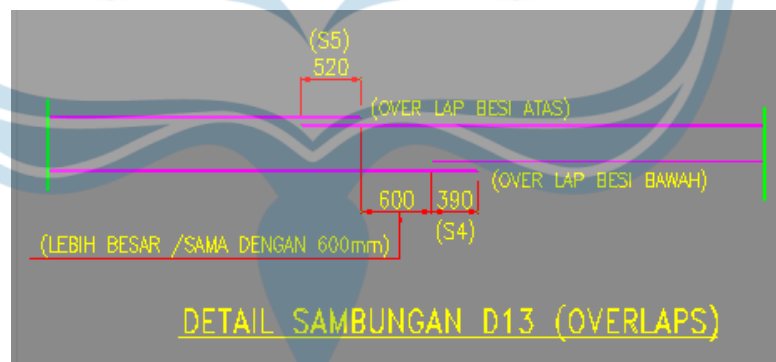 (S5)
520
(OVER LAP BESI ATAS)
(OVER LAP BESI BAWAH)
600 390
(S4)
(LEBIH BESAR /SAMA DENGAN 600mm)
DETAIL SAMBUNGAN D13 (OVERLAPS)